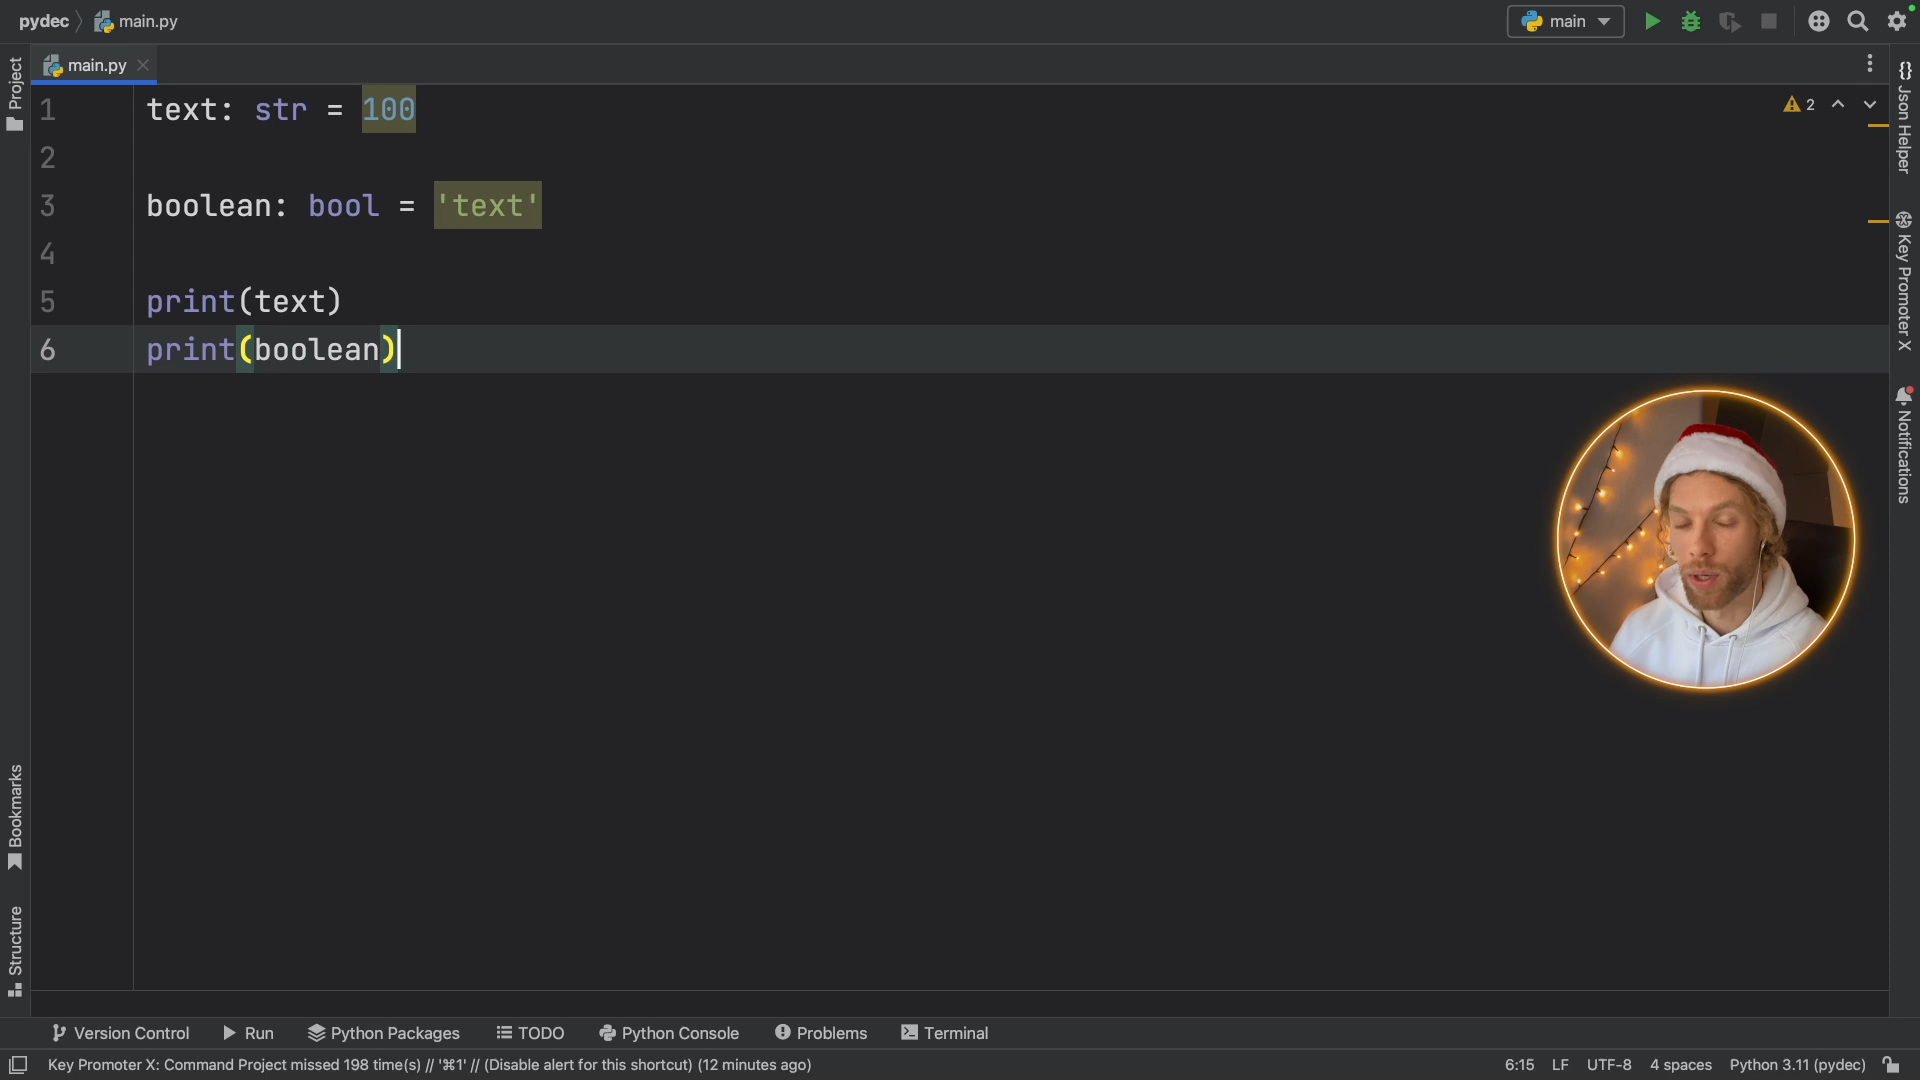 pydec
main.py
main
main.py
Project
1 text: str = 100
2
3 boolean: bool = 'text'
4
5 print(text)
6 print(boolean)
2
{} Json Helper
Key Promoter X
Notifications
Bookmarks
Structure
Version Control
Run
Python Packages
TODO
Python Console
Problems
Terminal
Key Promoter X: Command Project missed 198 time(s) // '⌘1' // (Disable alert for this shortcut) (12 minutes ago)
6:15
LF
UTF-8
4 spaces
Python 3.11 (pydec)